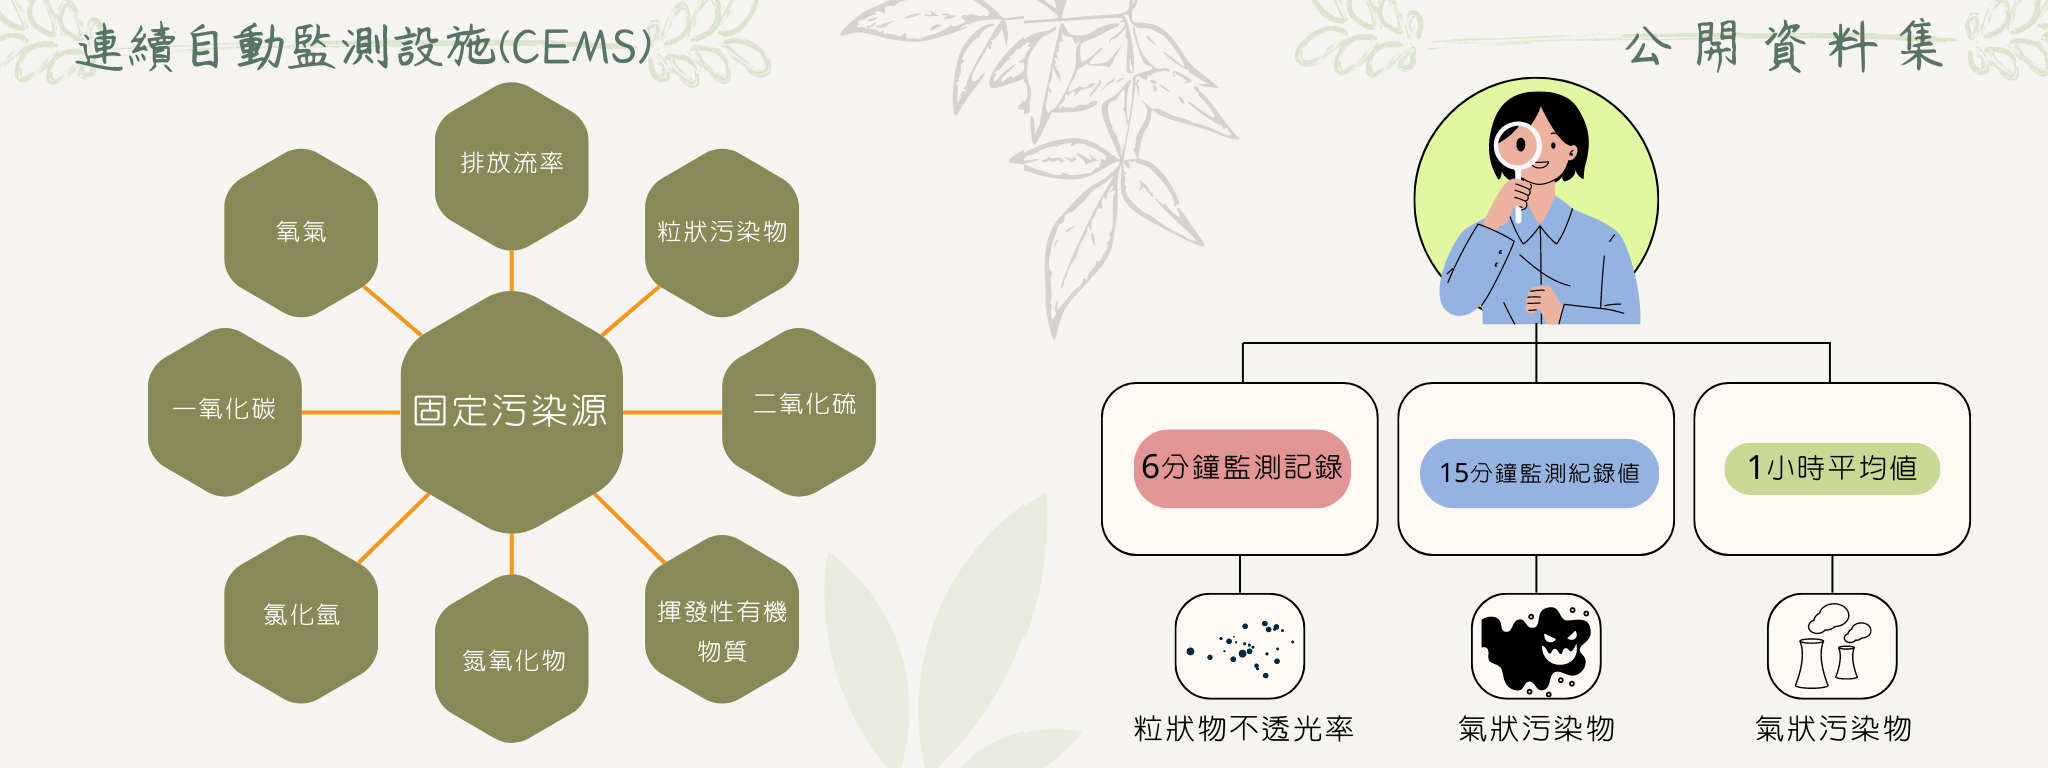 連續自動監測設施(CEMS)
公開資料集
排放流率
氧氣
粒狀污染物
一氧化碳
固定污染源
二氧化硫
氯化氫
氮氧化物
揮發性有機
物質
6分鐘監測記錄
15分鐘監測紀錄值
1小時平均值
粒狀物不透光率
氣狀污染物
氣狀污染物